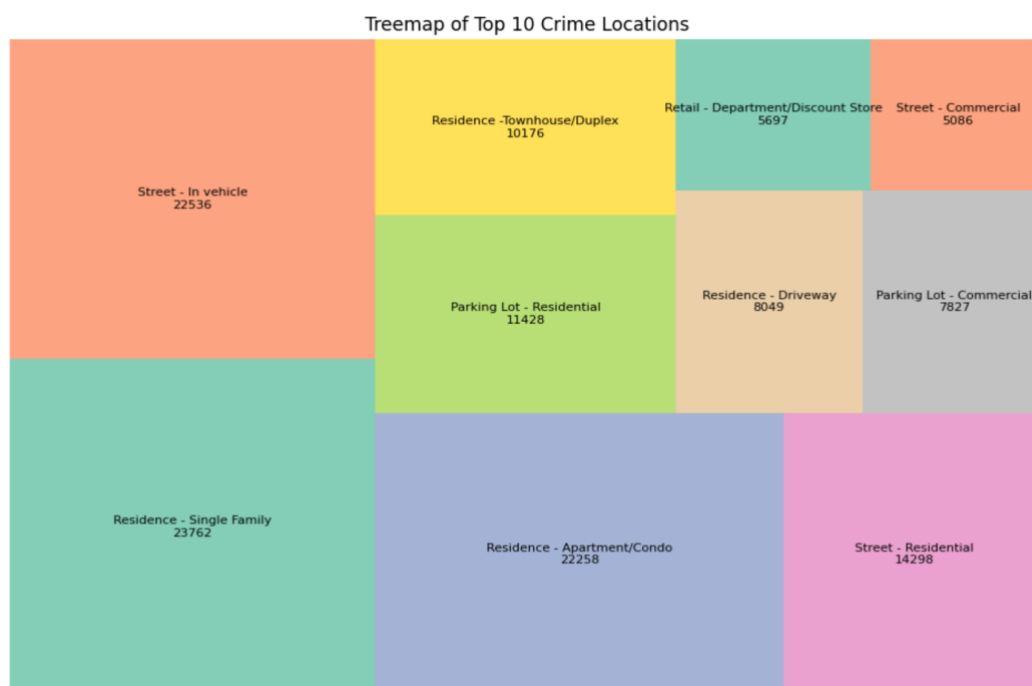 Treemap of Top 10 Crime Locations
Street - In vehicle
22536
Residence -Townhouse/Duplex
10176
Retail - Department/Discount Store
5697
Street - Commercial
5086
Parking Lot - Residential
11428
Residence - Driveway
8049
Parking Lot - Commercial
7827
Residence - Single Family
23762
Residence - Apartment/Condo
22258
Street - Residential
14298